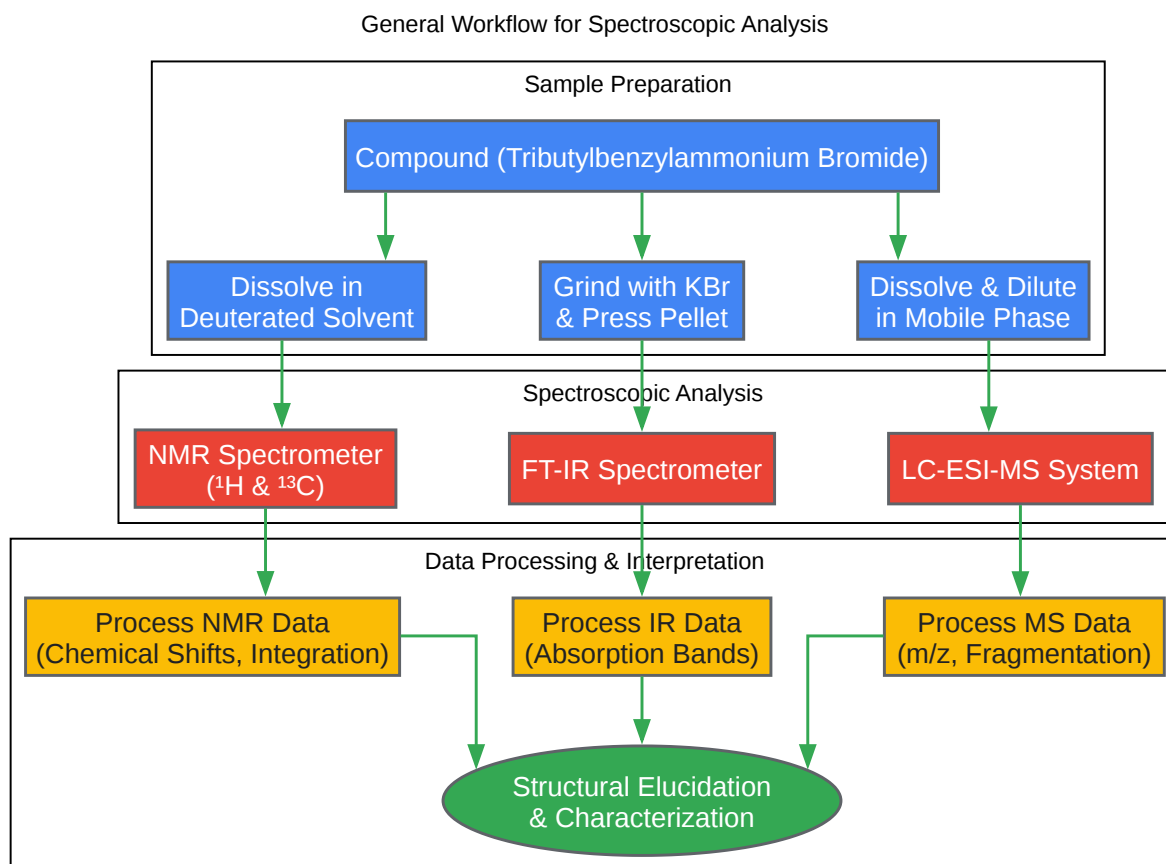 General Workflow for Spectroscopic Analysis
Sample Preparation
Compound (Tributylbenzylammonium Bromide)
Dissolve in
Deuterated Solvent
Grind with KBr
& Press Pellet
Dissolve & Dilute
in Mobile Phase
Spectroscopic Analysis
NMR Spectrometer
(¹H & ¹³C)
FT-IR Spectrometer
LC-ESI-MS System
Data Processing & Interpretation
Process NMR Data
(Chemical Shifts, Integration)
Process IR Data
(Absorption Bands)
Process MS Data
(m/z, Fragmentation)
Structural Elucidation
& Characterization